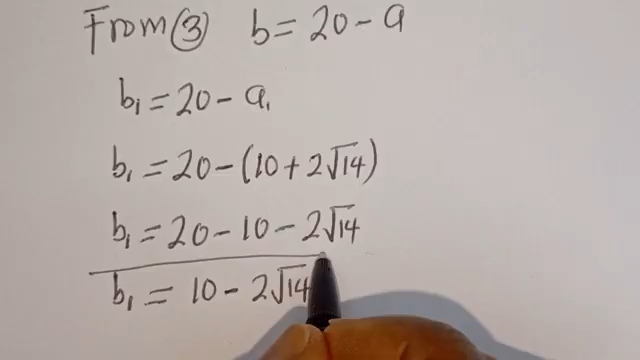 From ③ b = 20 - a
b₁ = 20 - a₁
b₁ = 20 - (10 + 2√14)
b₁ = 20 - 10 - 2√14
b₁ = 10 - 2√14